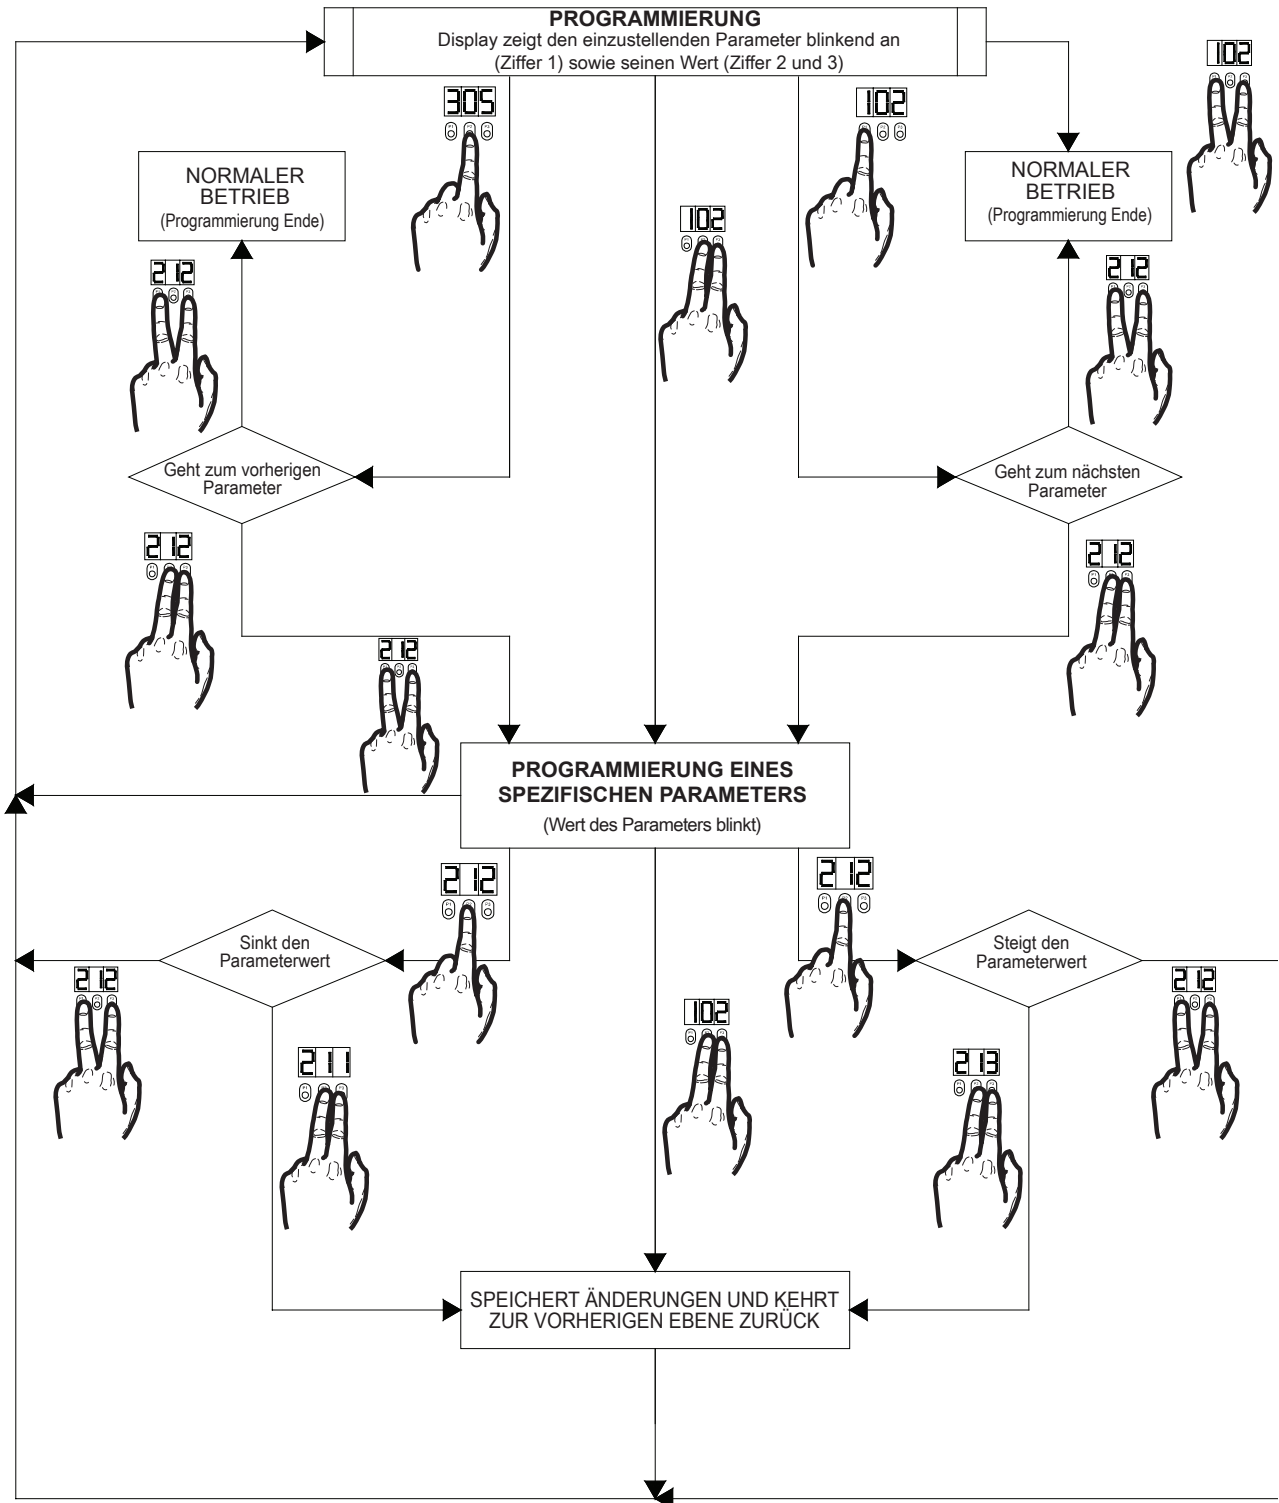 PROGRAMMIERUNG
Display zeigt den einzustellenden Parameter blinkend an
(Ziffer 1) sowie seinen Wert (Ziffer 2 und 3)
102
305
102
NORMALER
BETRIEB
(Programmierung Ende)
NORMALER
BETRIEB
(Programmierung Ende)
102
212
212
Geht zum vorherigen
Parameter
Geht zum nächsten
Parameter
212
212
212
PROGRAMMIERUNG EINES
SPEZIFISCHEN PARAMETERS
(Wert des Parameters blinkt)
212
212
Sinkt den
Parameterwert
Steigt den
Parameterwert
212
212
102
211
213
SPEICHERT ÄNDERUNGEN UND KEHRT
ZUR VORHERIGEN EBENE ZURÜCK